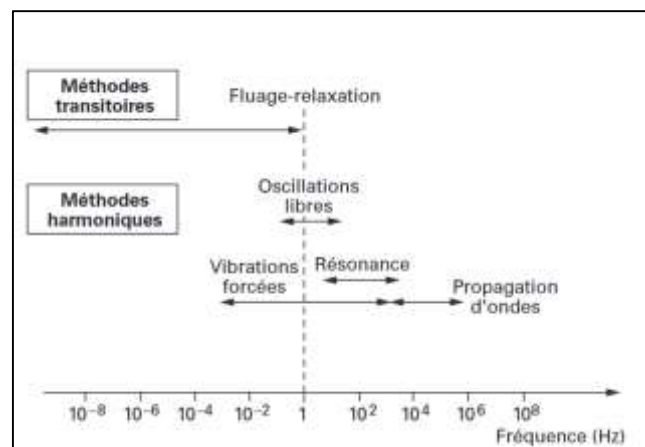 Méthodes
transitoires
Fluage-relaxation
Méthodes
harmoniques
Oscillations
libres
Vibrations
forcées
Résonance
Propagation
d'ondes
10⁻⁸ 10⁻⁶ 10⁻⁴ 10⁻² 1 10² 10⁴ 10⁶ 10⁸
Fréquence (Hz)